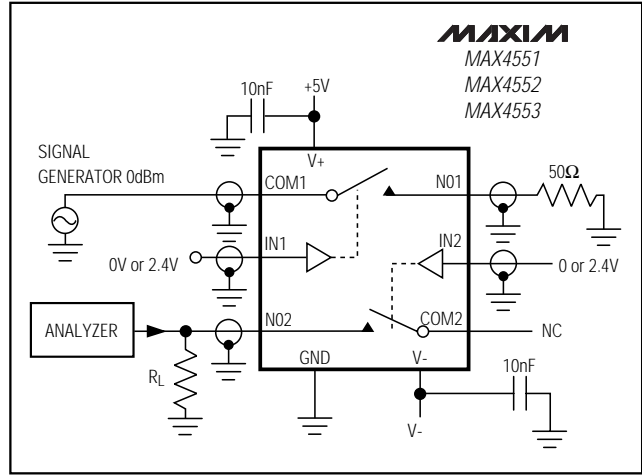 MAXIM
MAX4551
MAX4552
MAX4553
10nF
+5V
V+
SIGNAL
GENERATOR 0dBm
COM1
N01
50Ω
IN1
IN2
0V or 2.4V
0 or 2.4V
ANALYZER
N02
COM2
NC
RL
GND
V-
10nF
V-